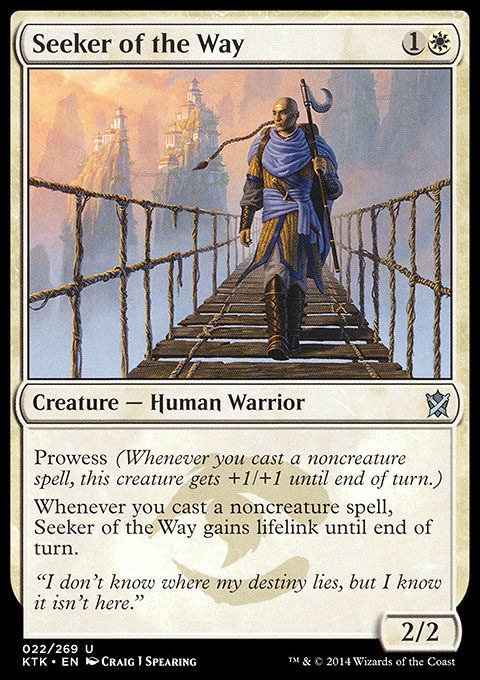 Seeker of the Way 1
Creature — Human Warrior
Prowess (Whenever you cast a noncreature
spell, this creature gets +1/+1 until end of turn.)
Whenever you cast a noncreature spell,
Seeker of the Way gains lifelink until end of
turn.
“I don’t know where my destiny lies, but I know
it isn’t here.”
2/2
022/269 U
KTK • EN Craig J Spearing
™ & © 2014 Wizards of the Coast